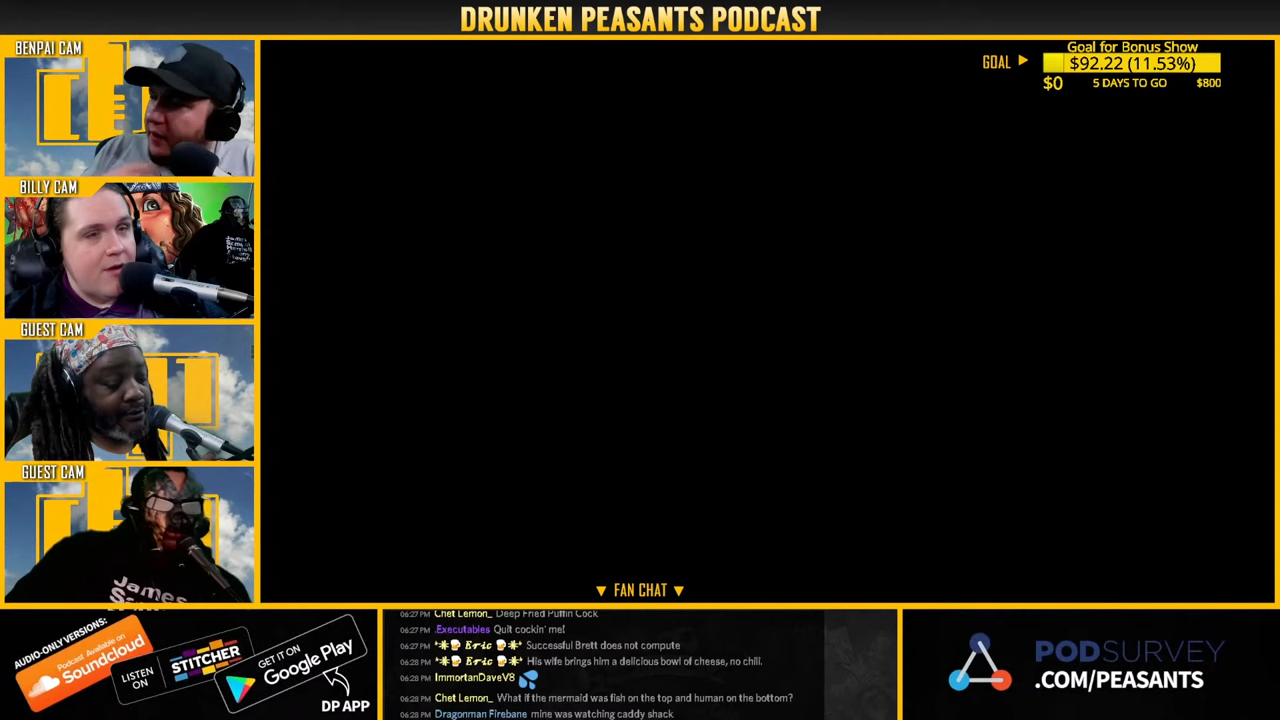 DRUNKEN PEASANTS PODCAST
BENPAI CAM
BILLY CAM
GUEST CAM
GUEST CAM
James
GOAL ▶
Goal for Bonus Show
$92.22 (11.53%)
$0 5 DAYS TO GO $800
▼ FAN CHAT ▼
AUDIO-ONLY VERSIONS:
Podcast Available on
Soundcloud
LISTEN ON
STITCHER
GET IT ON
Google Play
DP APP
06:27 PM Chet Lemon_ Deep Fried Puffin Cock
06:27 PM .Executables Quit cockin' me!
06:27 PM *☀🍺 Eric 🍺☀* Successful Brett does not compute
06:28 PM *☀🍺 Eric 🍺☀* His wife brings him a delicious bowl of cheese, no chili.
06:28 PM ImmortanDaveV8 💦
06:28 PM Chet Lemon_ What if the mermaid was fish on the top and human on the bottom?
06:28 PM Dragonman Firebane mine was watching caddy shack
PODSURVEY
.COM/PEASANTS